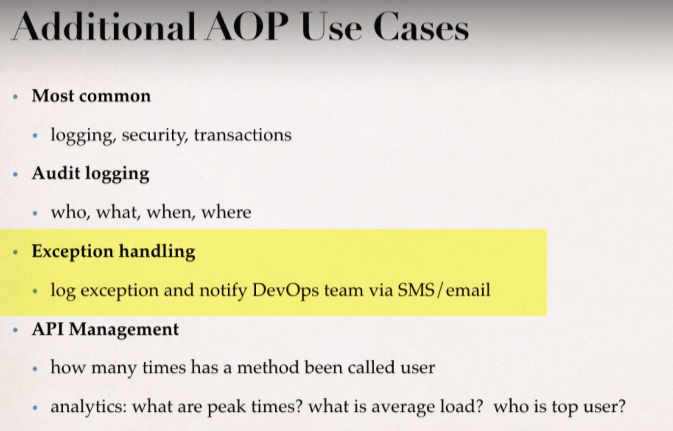 Additional AOP Use Cases
• Most common
• logging, security, transactions
• Audit logging
• who, what, when, where
• Exception handling
• log exception and notify DevOps team via SMS/email
• API Management
• how many times has a method been called user
• analytics: what are peak times? what is average load? who is top user?